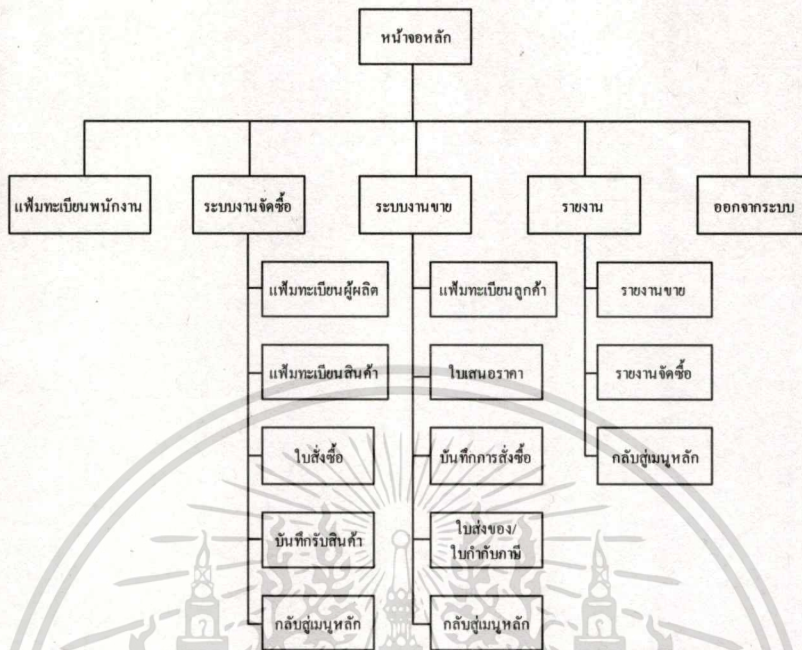 หน้าจอหลัก
แฟ้มทะเบียนพนักงาน
ระบบงานจัดซื้อ
ระบบงานขาย
รายงาน
ออกจากระบบ
แฟ้มทะเบียนผู้ผลิต
แฟ้มทะเบียนลูกค้า
รายงานขาย
แฟ้มทะเบียนสินค้า
ใบเสนอราคา
รายงานจัดซื้อ
ใบสั่งซื้อ
บันทึกการสั่งซื้อ
กลับสู่เมนูหลัก
บันทึกรับสินค้า
ใบส่งของ/
ใบกำกับภาษี
กลับสู่เมนูหลัก
กลับสู่เมนูหลัก